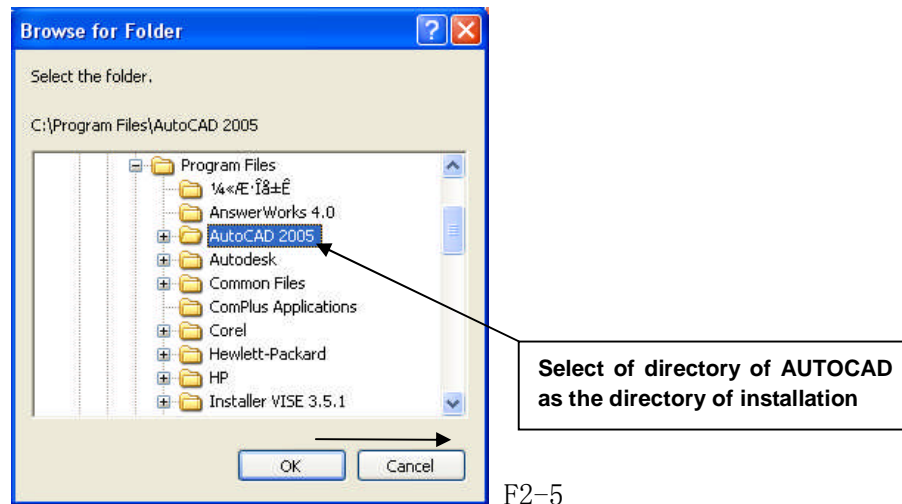 Browse for Folder
Select the folder.
C:\Program Files\AutoCAD 2005
Program Files
¼«Æ·Îå±Ê
AnswerWorks 4.0
AutoCAD 2005
Autodesk
Common Files
ComPlus Applications
Corel
Hewlett-Packard
HP
Installer VISE 3.5.1
Select of directory of AUTOCAD
as the directory of installation
OK Cancel
F2-5